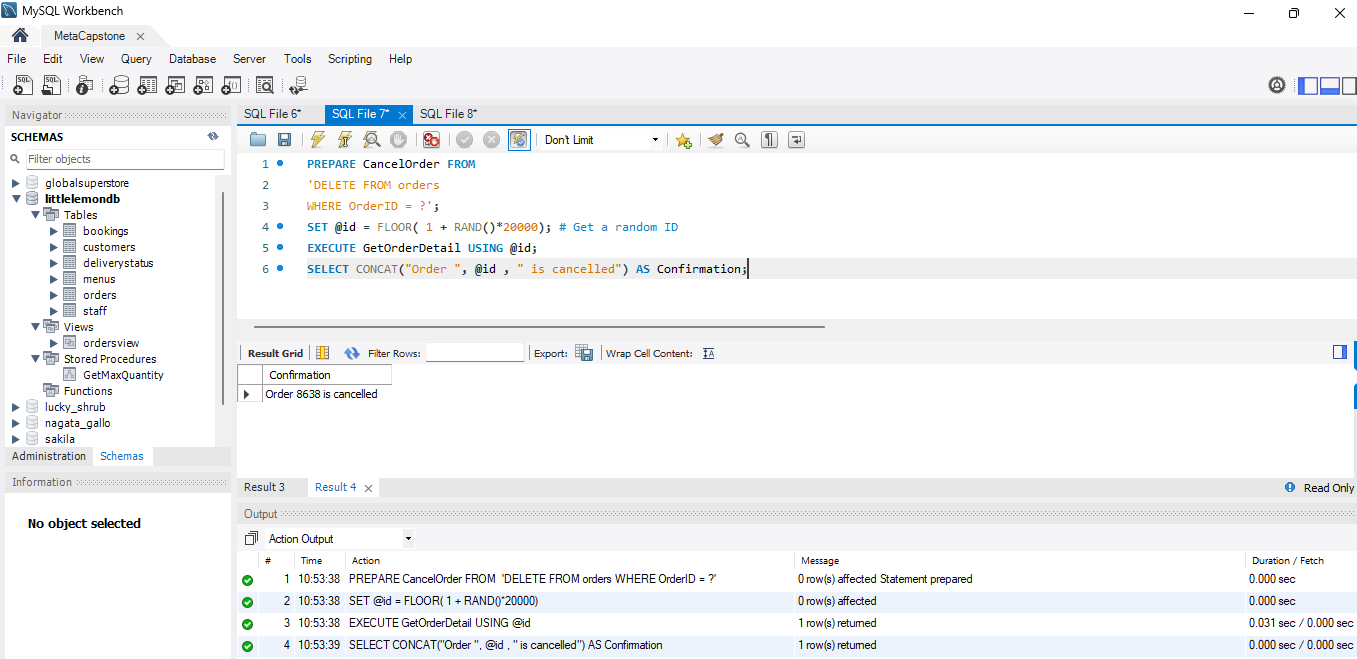 MySQL Workbench
MetaCapstone
File Edit View Query Database Server Tools Scripting Help
Navigator
SCHEMAS
Filter objects
globalsuperstore
littlelemondb
Tables
bookings
customers
deliverystatus
menus
orders
staff
Views
ordersview
Stored Procedures
GetMaxQuantity
Functions
lucky_shrub
nagata_gallo
sakila
Administration Schemas
Information
No object selected
SQL File 6* SQL File 7* SQL File 8*
Don't Limit
1 PREPARE CancelOrder FROM
2 'DELETE FROM orders
3 WHERE OrderID = ?';
4 SET @id = FLOOR( 1 + RAND()*20000); # Get a random ID
5 EXECUTE GetOrderDetail USING @id;
6 SELECT CONCAT("Order ", @id , " is cancelled") AS Confirmation;
Result Grid Filter Rows: Export: Wrap Cell Content:
Confirmation
Order 8638 is cancelled
Result 3 Result 4 Read Only
Output
Action Output
# Time Action Message Duration / Fetch
1 10:53:38 PREPARE CancelOrder FROM 'DELETE FROM orders WHERE OrderID = ?' 0 row(s) affected Statement prepared 0.000 sec
2 10:53:38 SET @id = FLOOR( 1 + RAND()*20000) 0 row(s) affected 0.000 sec
3 10:53:38 EXECUTE GetOrderDetail USING @id 1 row(s) returned 0.031 sec / 0.000 sec
4 10:53:39 SELECT CONCAT("Order ", @id , " is cancelled") AS Confirmation 1 row(s) returned 0.000 sec / 0.000 sec